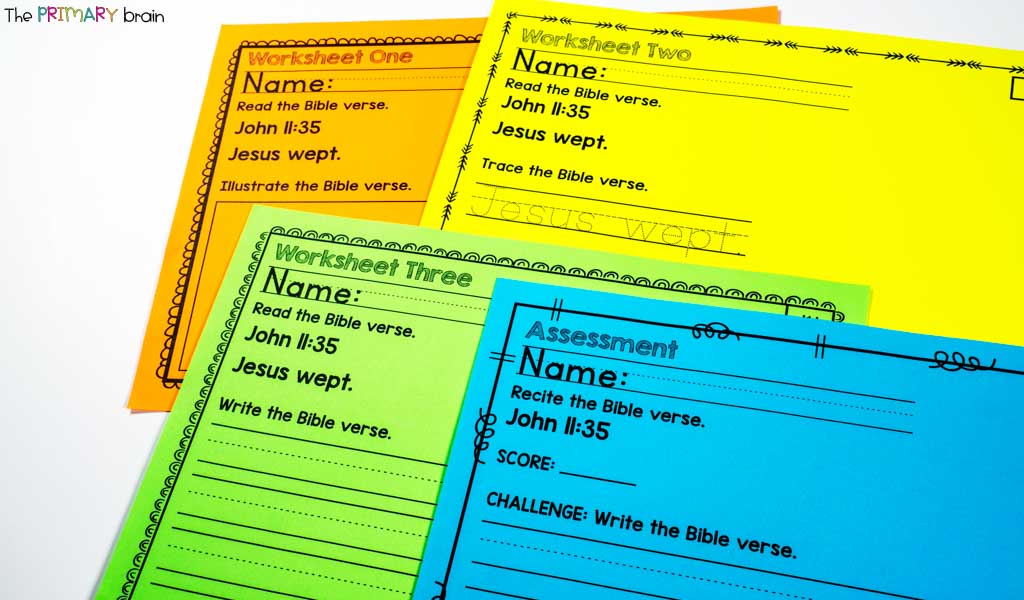 The PRIMARY brain
Worksheet One
Name:
Read the Bible verse.
John 11:35
Jesus wept.
Illustrate the Bible verse.
Worksheet Two
Name:
Read the Bible verse.
John 11:35
Jesus wept.
Trace the Bible verse.
Jesus wept.
Worksheet Three
Name:
Read the Bible verse.
John 11:35
Jesus wept.
Write the Bible verse.
Assessment
Name:
Recite the Bible verse.
John 11:35
SCORE:
CHALLENGE: Write the Bible verse.